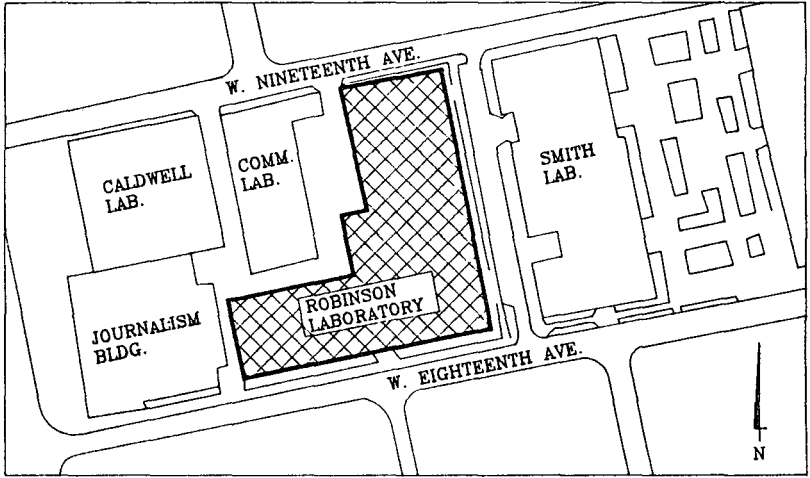 W. NINETEENTH AVE.
CALDWELL
LAB.
COMM.
LAB.
SMITH
LAB.
JOURNALISM
BLDG.
ROBINSON
LABORATORY
W. EIGHTEENTH AVE.
N